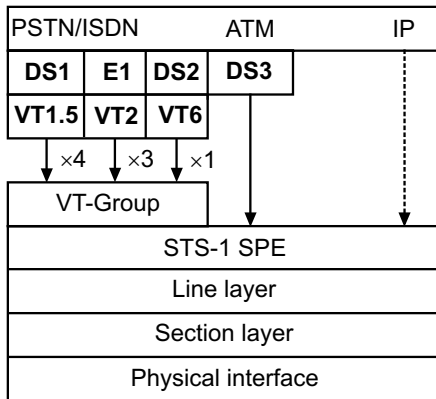 PSTN/ISDN ATM IP
DS1 E1 DS2 DS3
VT1.5 VT2 VT6
×4 ×3 ×1
VT-Group
STS-1 SPE
Line layer
Section layer
Physical interface